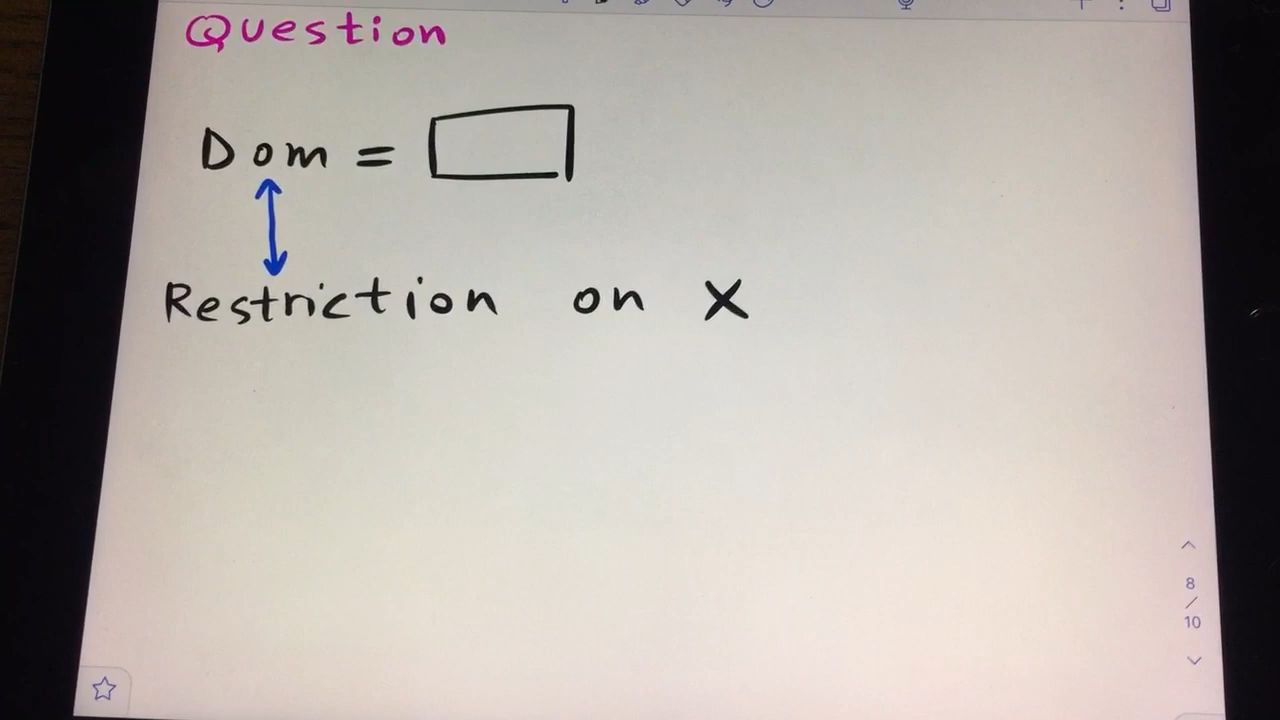 Question
Dom =
Restriction on x
8
/
10